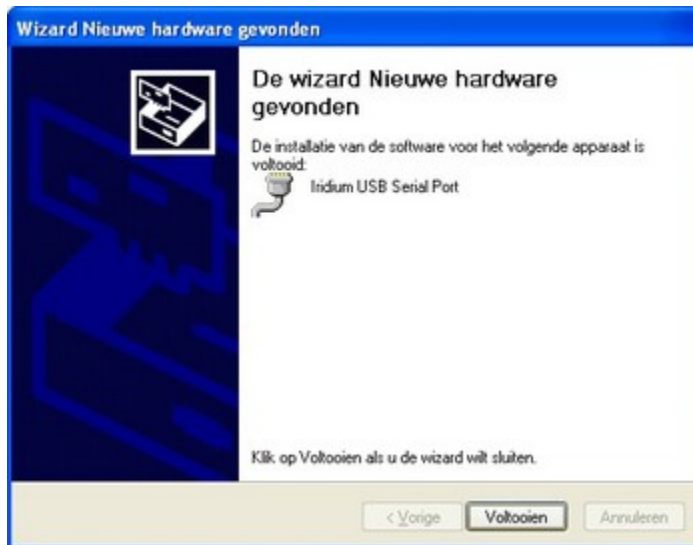 Wizard Nieuwe hardware gevonden
De wizard Nieuwe hardware
gevonden
De installatie van de software voor het volgende apparaat is
voltooid:
Iridium USB Serial Port
Klik op Voltooien als u de wizard wilt sluiten.
< Vorige Voltooien Annuleren